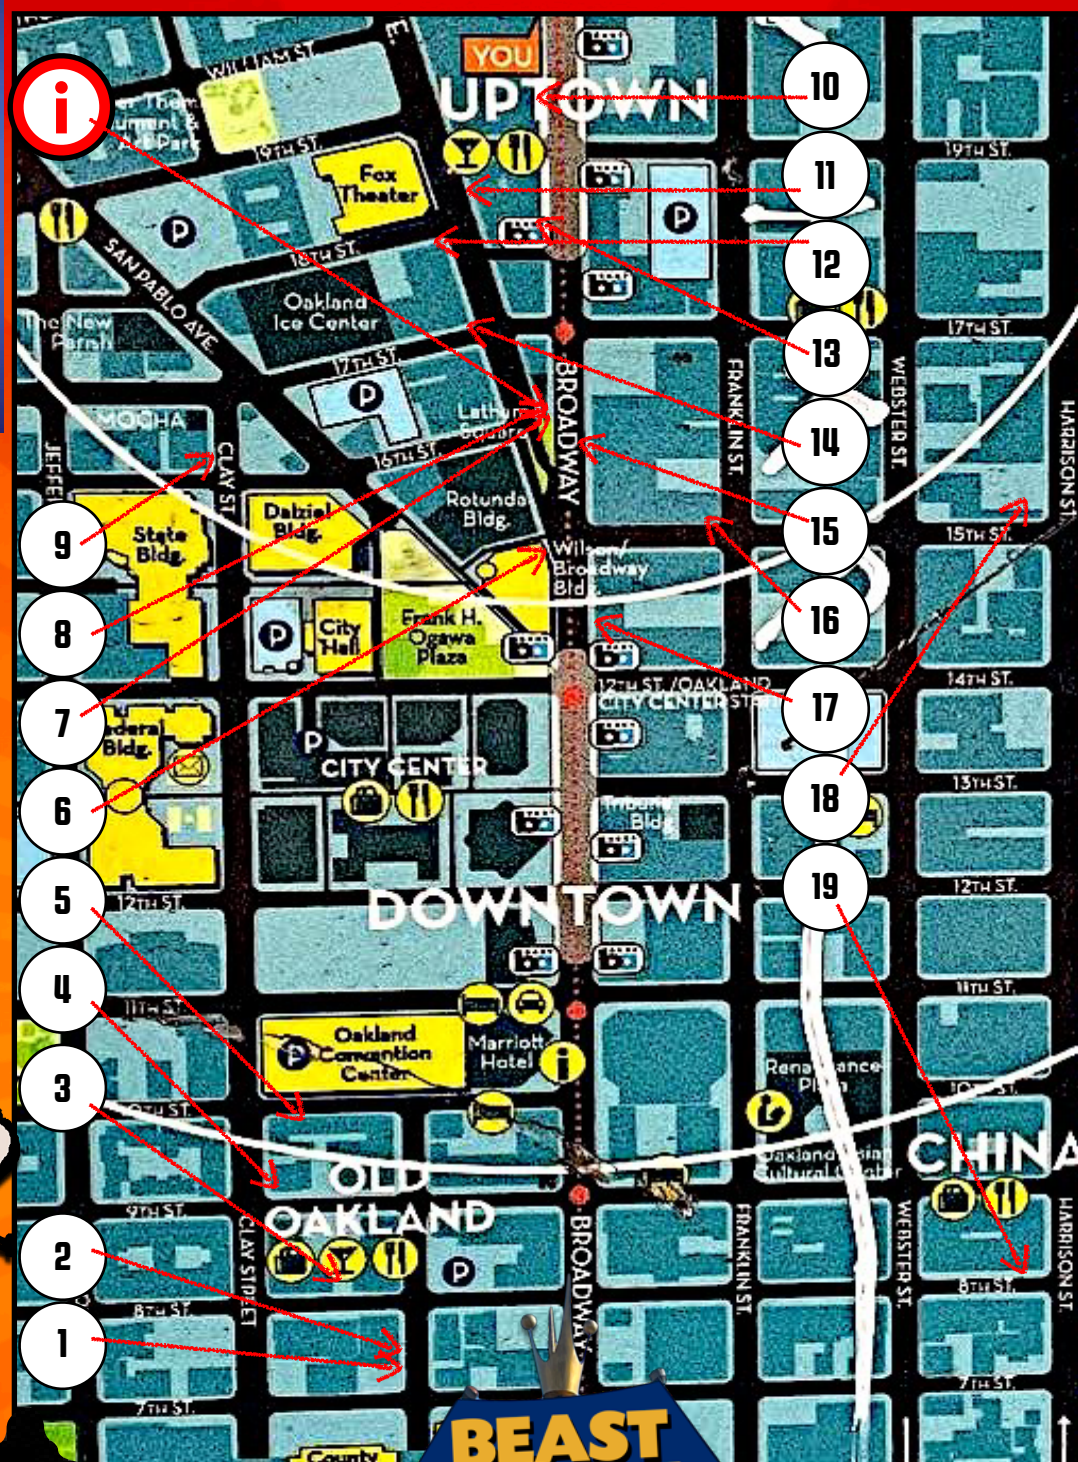 WILLIAM ST.
YOU
UPTOWN
i
19TH ST.
19TH ST.
Fox
Theater
P
P
SAN PABLO AVE.
18TH ST.
Oakland
Ice Center
The New
Parish
17TH ST.
17TH ST.
P
BROADWAY
FRANKLIN ST.
WEBSTER ST.
HARRISON ST.
MOCHA
CLAY ST.
16TH ST.
Rotunda
Bldg.
State
Bldg.
Dalziel
Bldg.
15TH ST.
Wilson/
Broadway
Bld
P
City
Hall
Frank H.
Ogawa
Plaza
14TH ST.
12TH ST./OAKLAND
CITY CENTER
Bldg.
P
CITY CENTER
13TH ST.
Tribune
Bldg.
12TH ST.
12TH ST.
DOWNTOWN
11TH ST.
11TH ST.
P
Oakland
Convention
Center
Marriott
Hotel
i
10TH ST.
OLD
OAKLAND
P
CHINA
9TH ST.
CLAY STREET
BROADWAY
FRANKLIN ST.
WEBSTER ST.
HARRISON ST.
8TH ST.
8TH ST.
7TH ST.
7TH ST.
County
BEAST
1
2
3
4
5
6
7
8
9
10
11
12
13
14
15
16
17
18
19